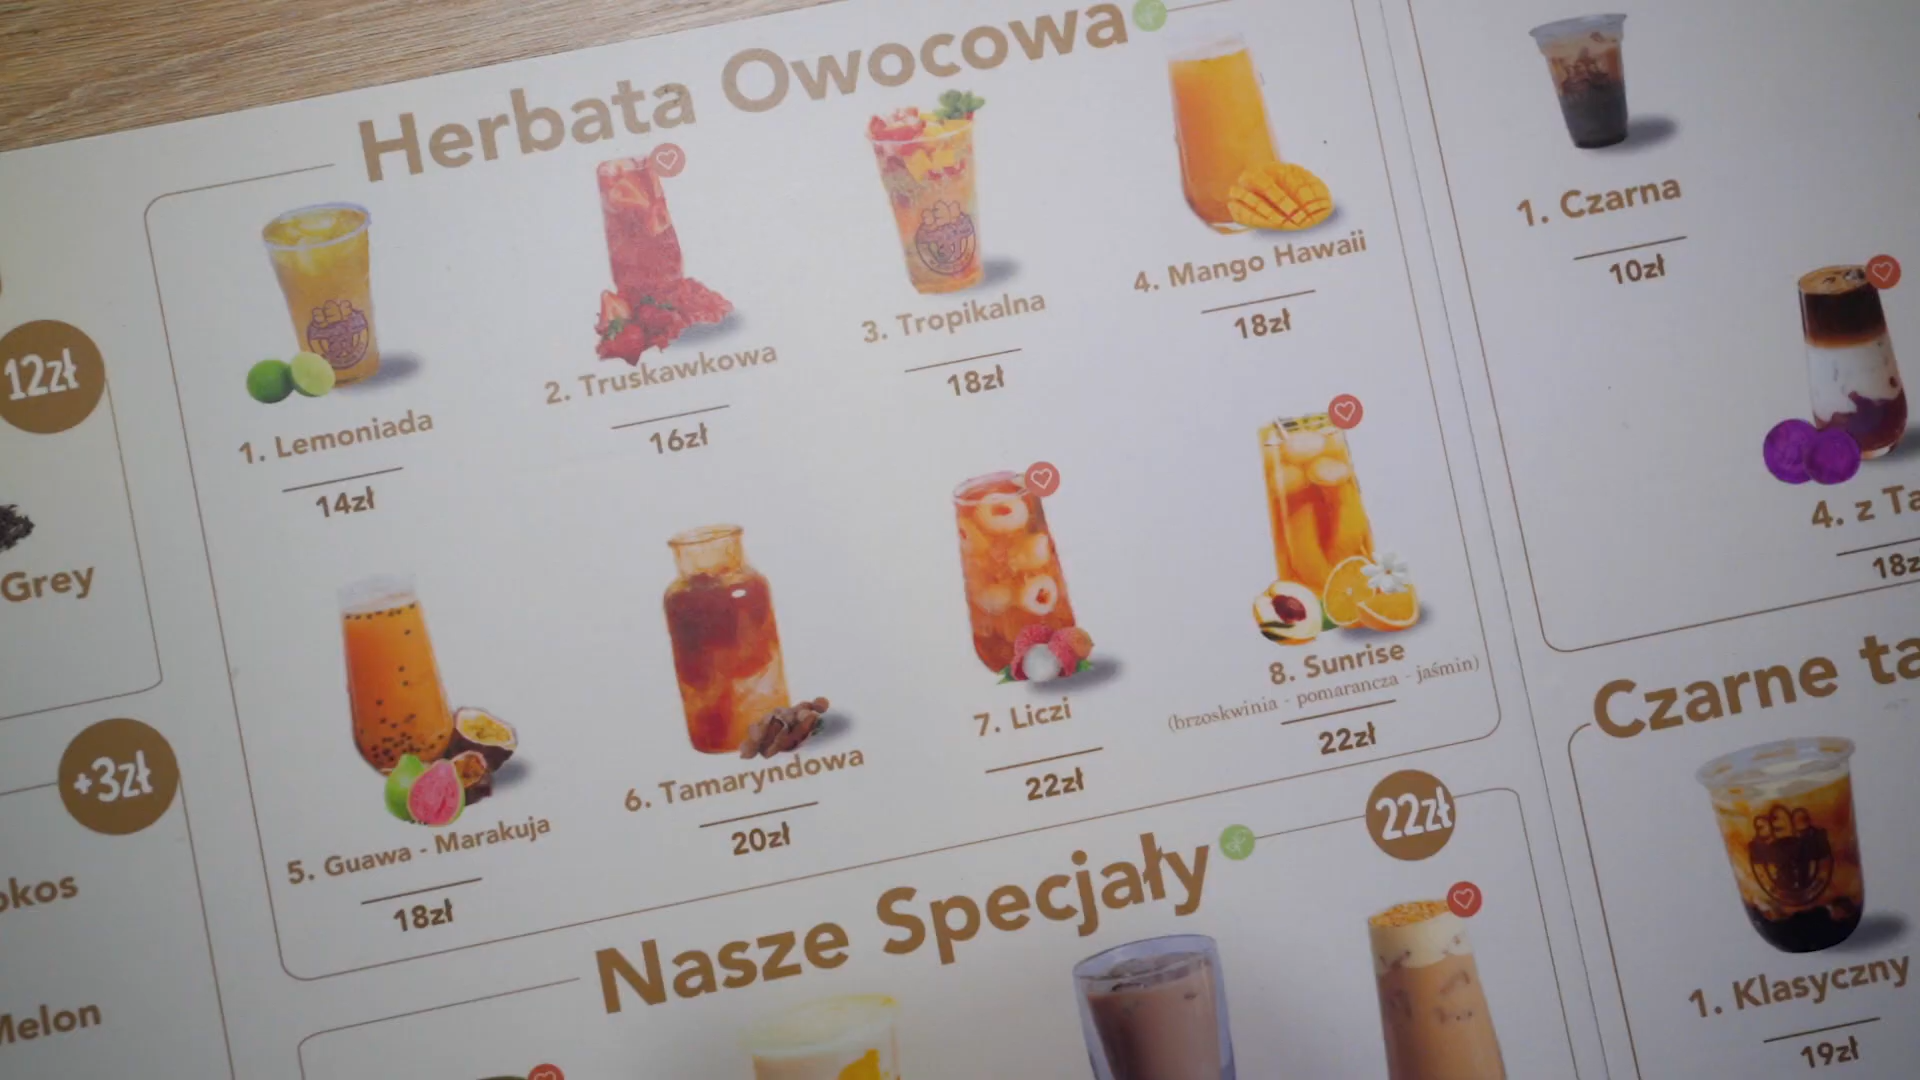 Herbata Owocowa
1. Lemoniada
14zł
2. Truskawkowa
16zł
3. Tropikalna
18zł
4. Mango Hawaii
18zł
5. Guawa - Marakuja
18zł
6. Tamaryndowa
20zł
7. Liczi
22zł
8. Sunrise
(brzoskwinia - pomarancza - jaśmin)
22zł
12zł
Grey
+3zł
okos
Melon
Nasze Specjały
22zł
1. Czarna
10zł
4. z Ta
18z
Czarne ta
1. Klasyczny
19zł